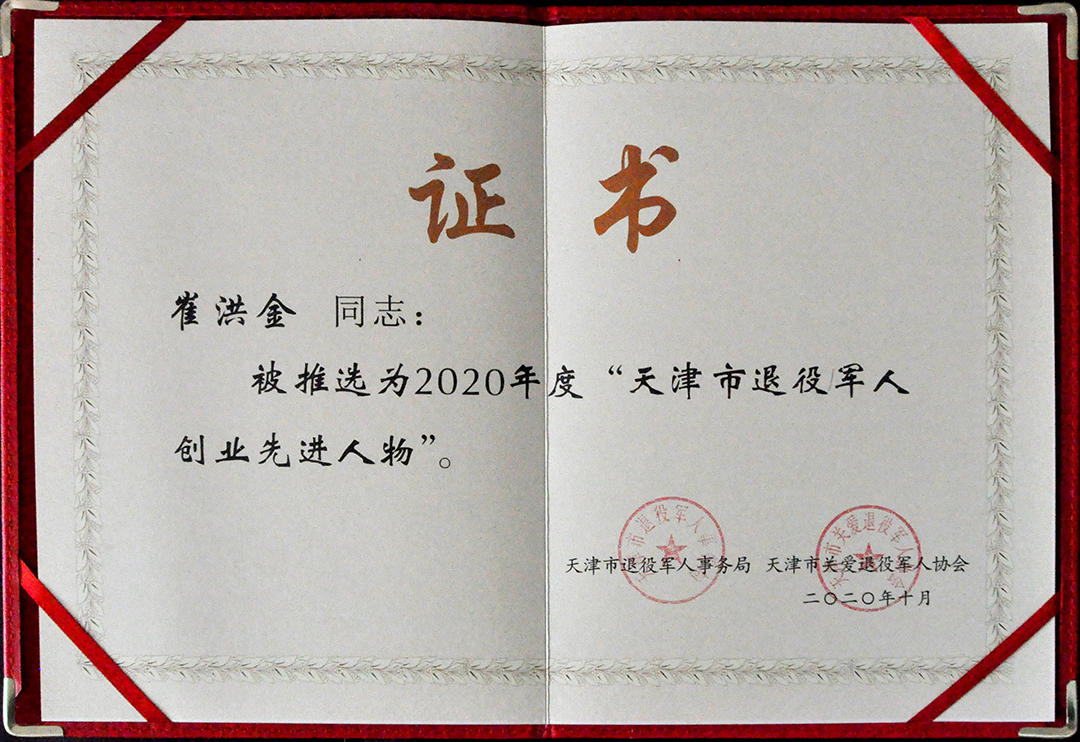 证书
崔洪金 同志：
被推选为2020年度“天津市退役军人
创业先进人物”。
天津市退役军人事务局 天津市关爱退役军人协会
二〇二〇年十月